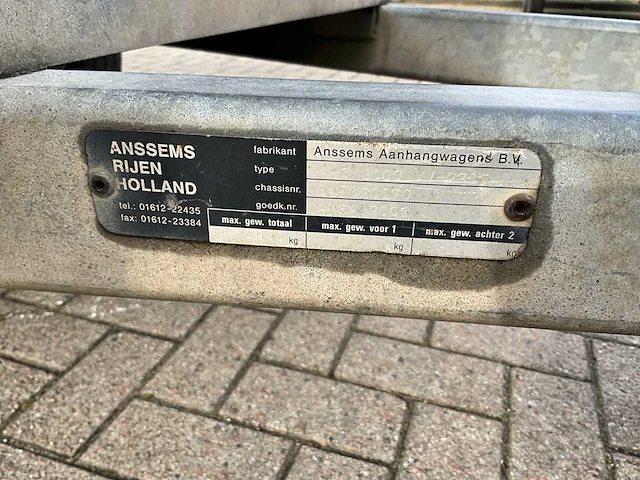 ANSSEMS
RIJEN
HOLLAND
tel.: 01612-22435
fax: 01612-23384
fabrikant Anssems Aanhangwagens B.V.
type
chassisnr.
goedk.nr.
max. gew. totaal max. gew. voor 1 max. gew. achter 2
kg kg kg